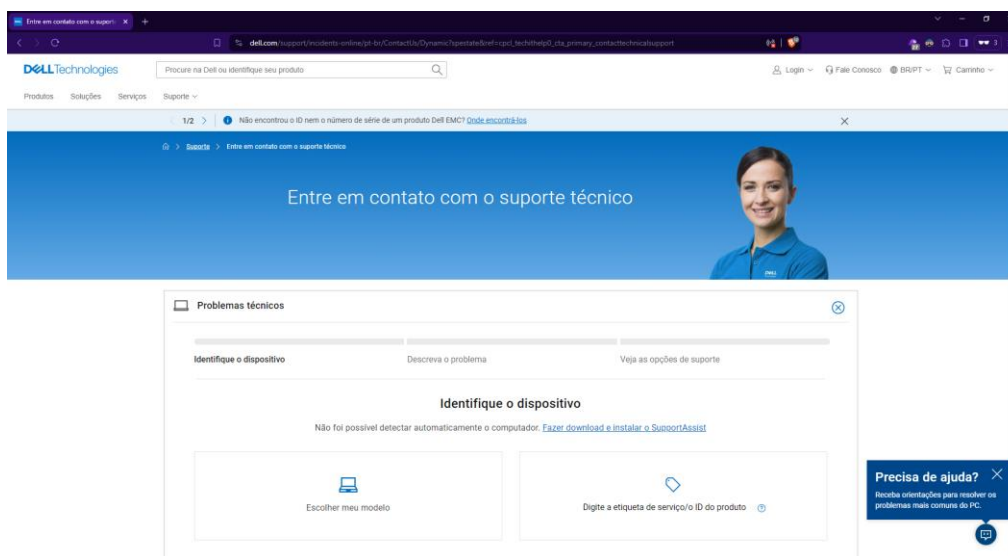 Entre em contato com o suport
dell.com/support/incidents-online/pt-br/ContactUs/Dynamic?spestate&ref=cpcl_techithelp0_cta_primary_contacttechnicalsupport
DELLTechnologies
Procure na Dell ou identifique seu produto
Login
Fale Conosco
BR/PT
Carrinho
Produtos
Soluções
Serviços
Suporte
1/2
Não encontrou o ID nem o número de série de um produto Dell EMC? Onde encontrá-los
Suporte > Entre em contato com o suporte técnico
Entre em contato com o suporte técnico
DELL
Problemas técnicos
Identifique o dispositivo
Descreva o problema
Veja as opções de suporte
Identifique o dispositivo
Não foi possível detectar automaticamente o computador. Fazer download e instalar o SupportAssist
Escolher meu modelo
Digite a etiqueta de serviço/o ID do produto
Precisa de ajuda?
Receba orientações para resolver os
problemas mais comuns do PC.